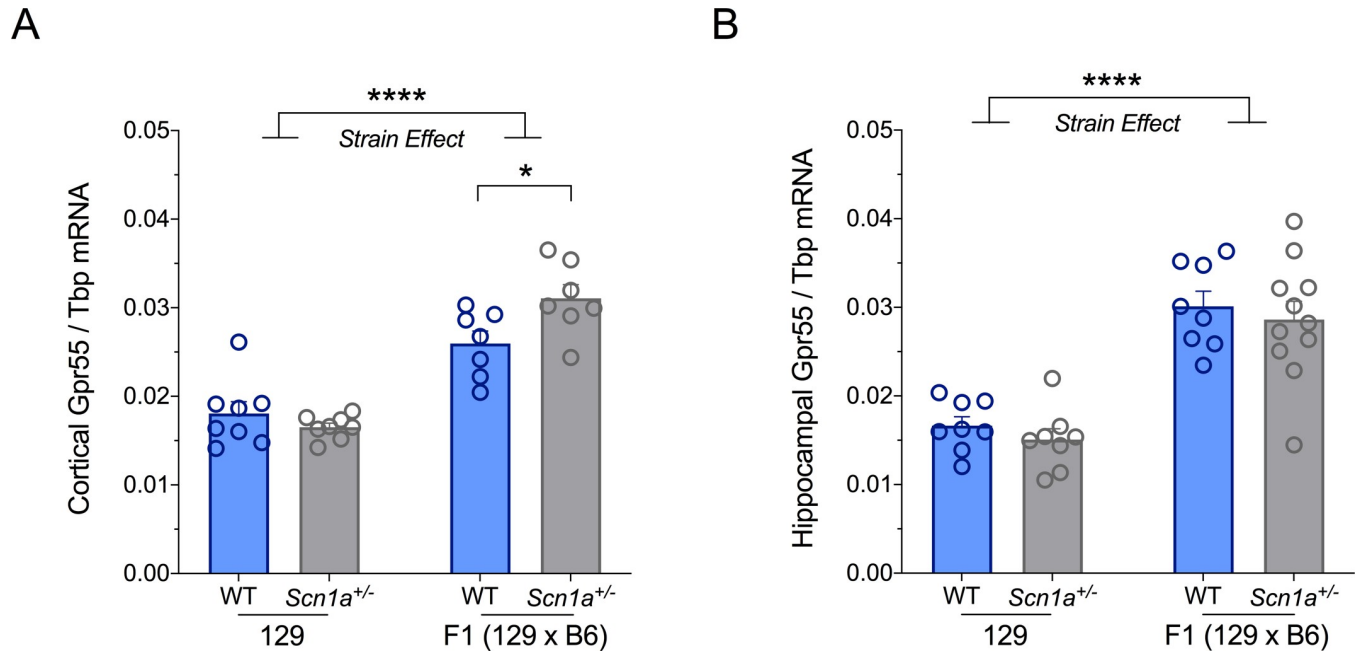 A
****
Strain Effect
*
Cortical Gpr55 / Tbp mRNA
0.05
0.04
0.03
0.02
0.01
0.00
WT Scn1a+/- WT Scn1a+/-
129 F1 (129 x B6)
B
****
Strain Effect
Hippocampal Gpr55 / Tbp mRNA
0.05
0.04
0.03
0.02
0.01
0.00
WT Scn1a+/- WT Scn1a+/-
129 F1 (129 x B6)